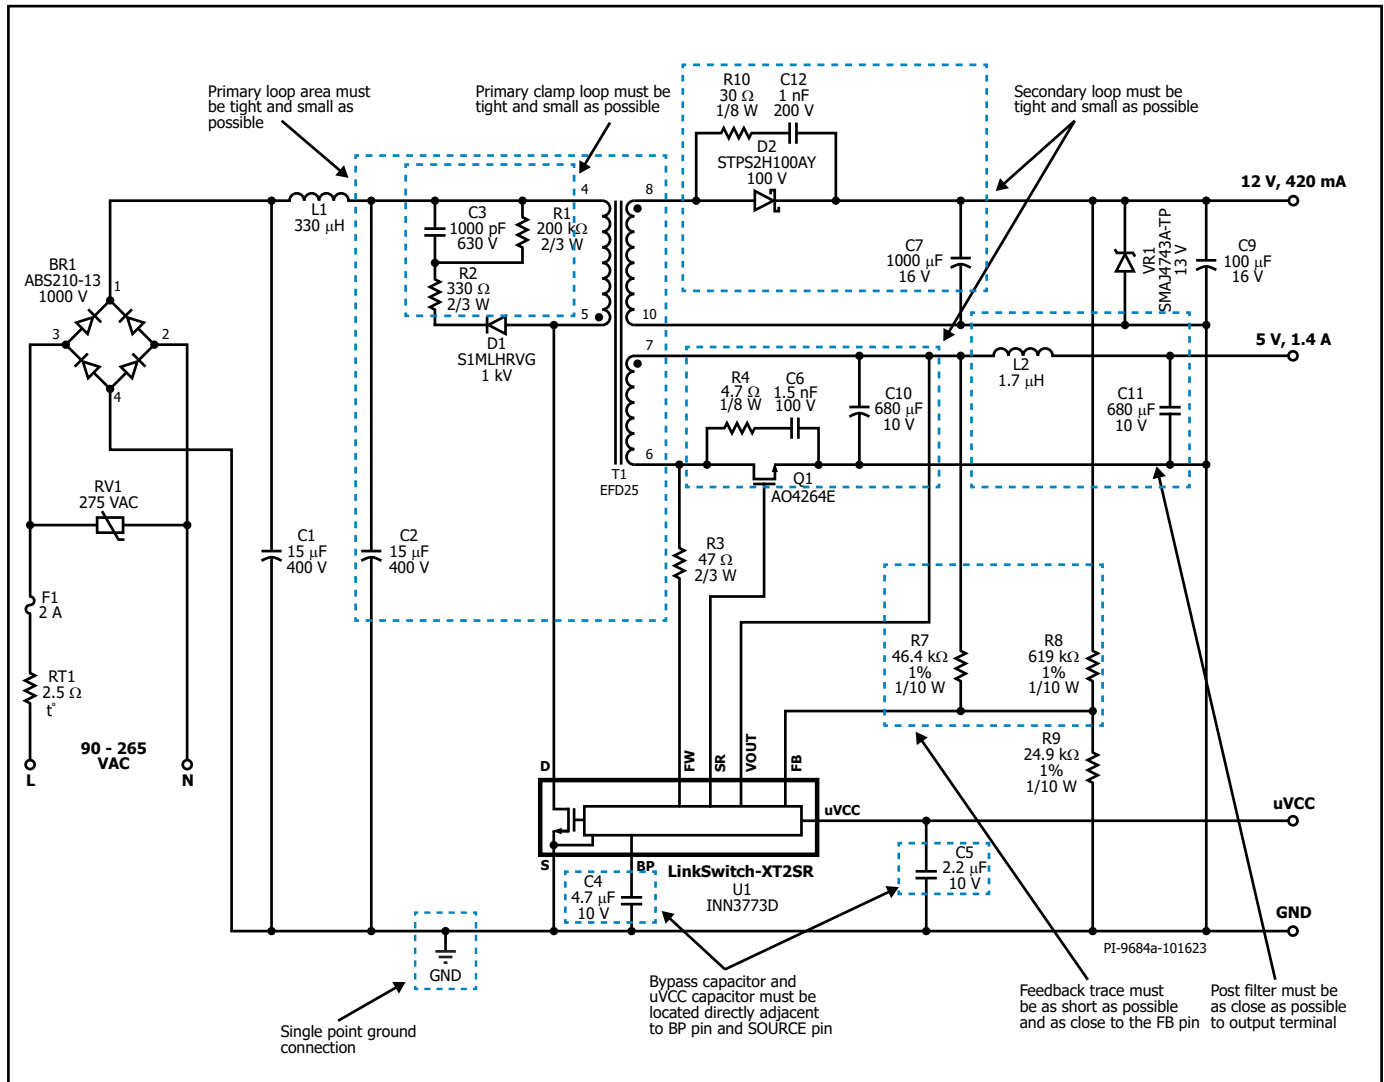 Primary loop area must
be tight and small as
possible
Primary clamp loop must be
tight and small as possible
R10
30 Ω
1/8 W
C12
1 nF
200 V
Secondary loop must be
tight and small as possible
D2
STPS2H100AY
100 V
12 V, 420 mA
4
8
L1
330 μH
C3
1000 pF
630 V
R1
200 kΩ
2/3 W
C7
1000 μF
16 V
VR1
SMAJ4743A-TP
13 V
C9
100 μF
16 V
BR1
ABS210-13
1000 V
1
R2
330 Ω
2/3 W
5
10
3
2
D1
S1MLHRVG
1 kV
7
5 V, 1.4 A
L2
1.7 μH
4
R4
4.7 Ω
1/8 W
C6
1.5 nF
100 V
C10
680 μF
10 V
C11
680 μF
10 V
6
T1
EFD25
Q1
AO4264E
RV1
275 VAC
C1
15 μF
400 V
C2
15 μF
400 V
R3
47 Ω
2/3 W
F1
2 A
R7
46.4 kΩ
1%
1/10 W
R8
619 kΩ
1%
1/10 W
RT1
2.5 Ω
t°
90 - 265
VAC
L
N
R9
24.9 kΩ
1%
1/10 W
D
FW
SR
VOUT
FB
uVCC
uVCC
S
BP
LinkSwitch-XT2SR
U1
INN3773D
C4
4.7 μF
10 V
C5
2.2 μF
10 V
GND
PI-9684a-101623
GND
Single point ground
connection
Bypass capacitor and
uVCC capacitor must be
located directly adjacent
to BP pin and SOURCE pin
Feedback trace must
be as short as possible
and as close to the FB pin
Post filter must be
as close as possible
to output terminal